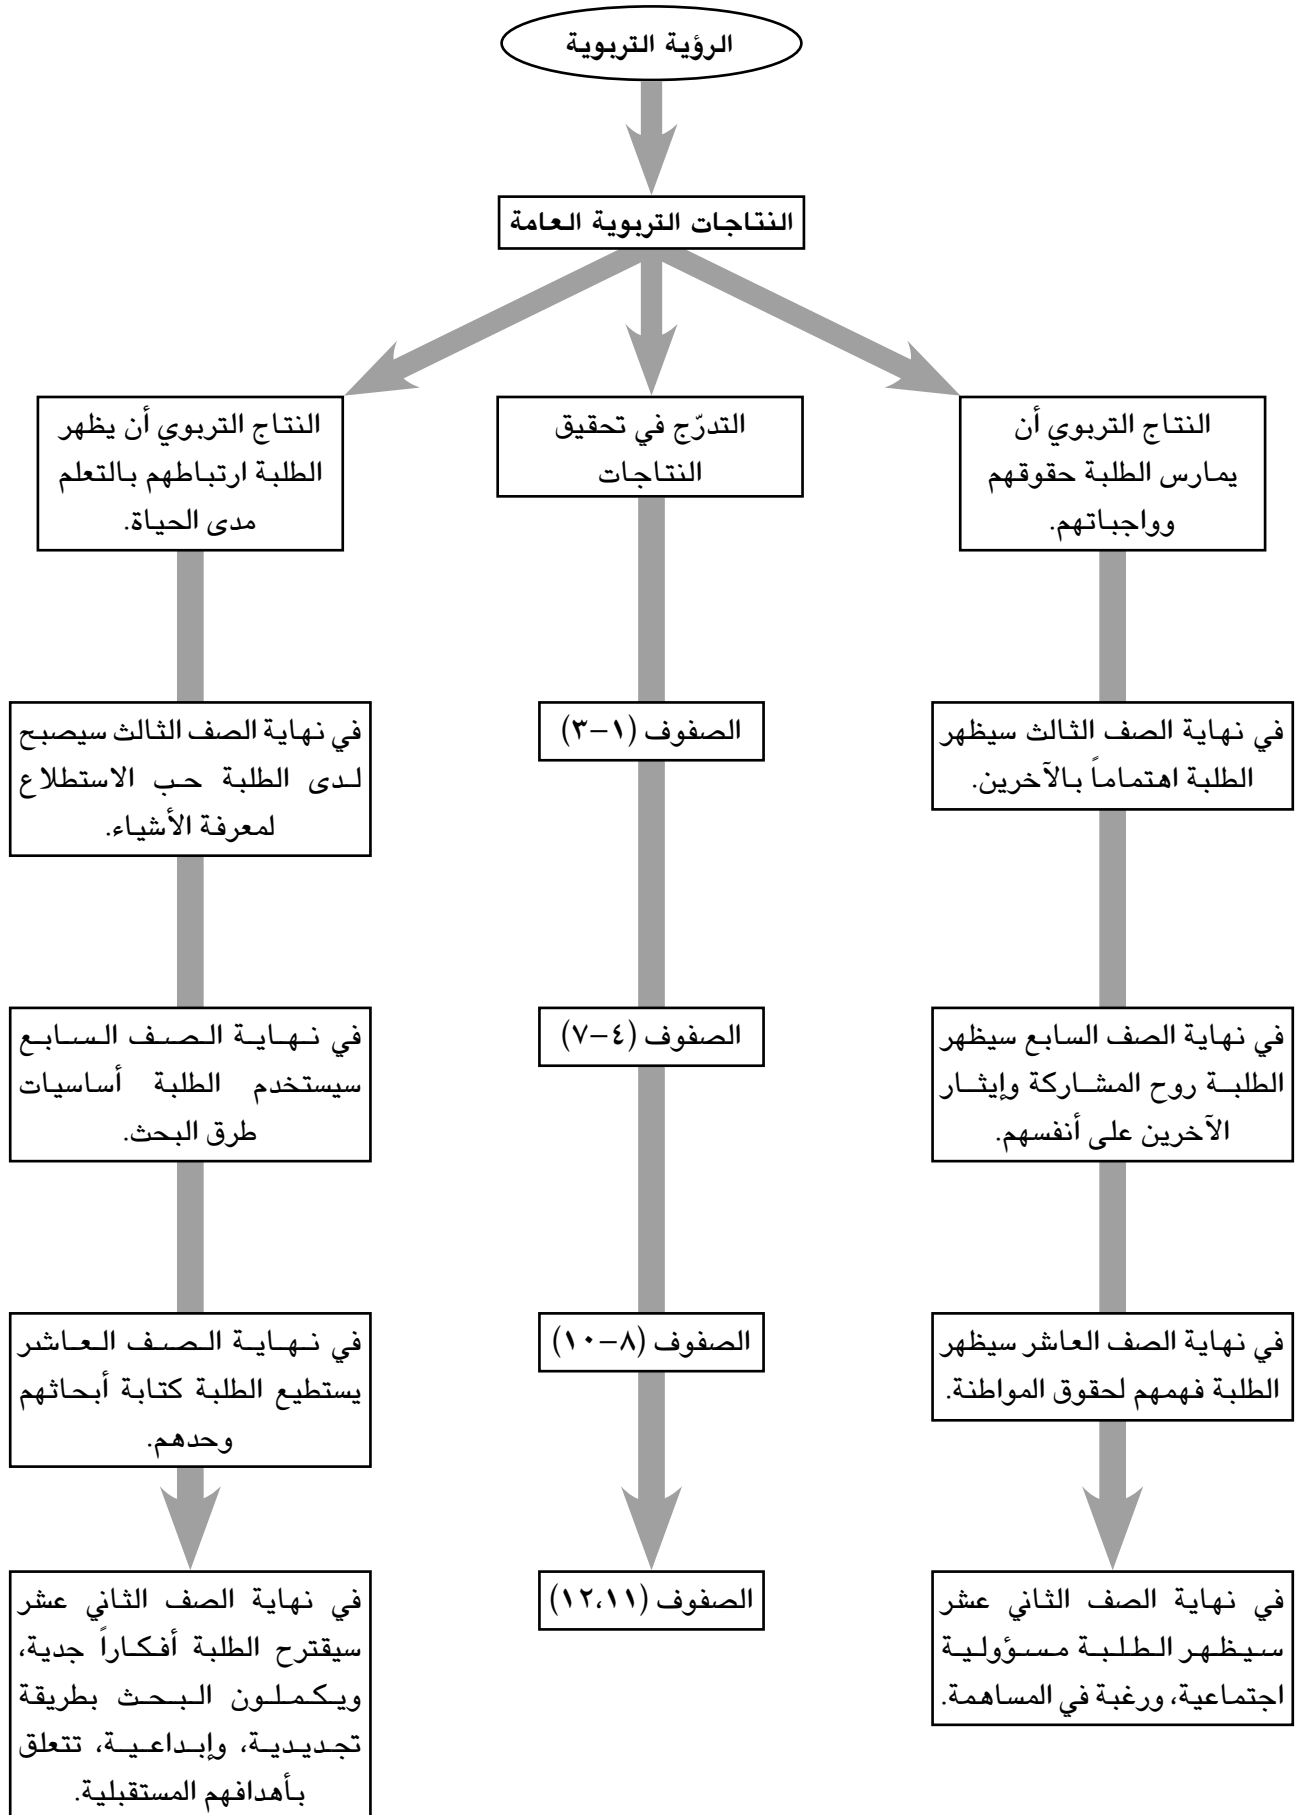 الرؤية التربوية
النتاجات التربوية العامة
النتاج التربوي أن
يمارس الطلبة حقوقهم
وواجباتهم.
التدرّج في تحقيق
النتاجات
النتاج التربوي أن يظهر
الطلبة ارتباطهم بالتعلم
مدى الحياة.
في نهاية الصف الثالث سيظهر
الطلبة اهتماماً بالآخرين.
الصفوف (١-٣)
في نهاية الصف الثالث سيصبح
لدى الطلبة حب الاستطلاع
لمعرفة الأشياء.
في نهاية الصف السابع سيظهر
الطلبة روح المشاركة وإيثار
الآخرين على أنفسهم.
الصفوف (٤-٧)
في نهاية الصف السابع
سيستخدم الطلبة أساسيات
طرق البحث.
في نهاية الصف العاشر سيظهر
الطلبة فهمهم لحقوق المواطنة.
الصفوف (٨-١٠)
في نهاية الصف العاشر
يستطيع الطلبة كتابة أبحاثهم
وحدهم.
في نهاية الصف الثاني عشر
سيظهر الطلبة مسؤولية
اجتماعية، ورغبة في المساهمة.
الصفوف (١١،١٢)
في نهاية الصف الثاني عشر
سيقترح الطلبة أفكاراً جدية،
ويكملون البحث بطريقة
تجديدية، وإبداعية، تتعلق
بأهدافهم المستقبلية.